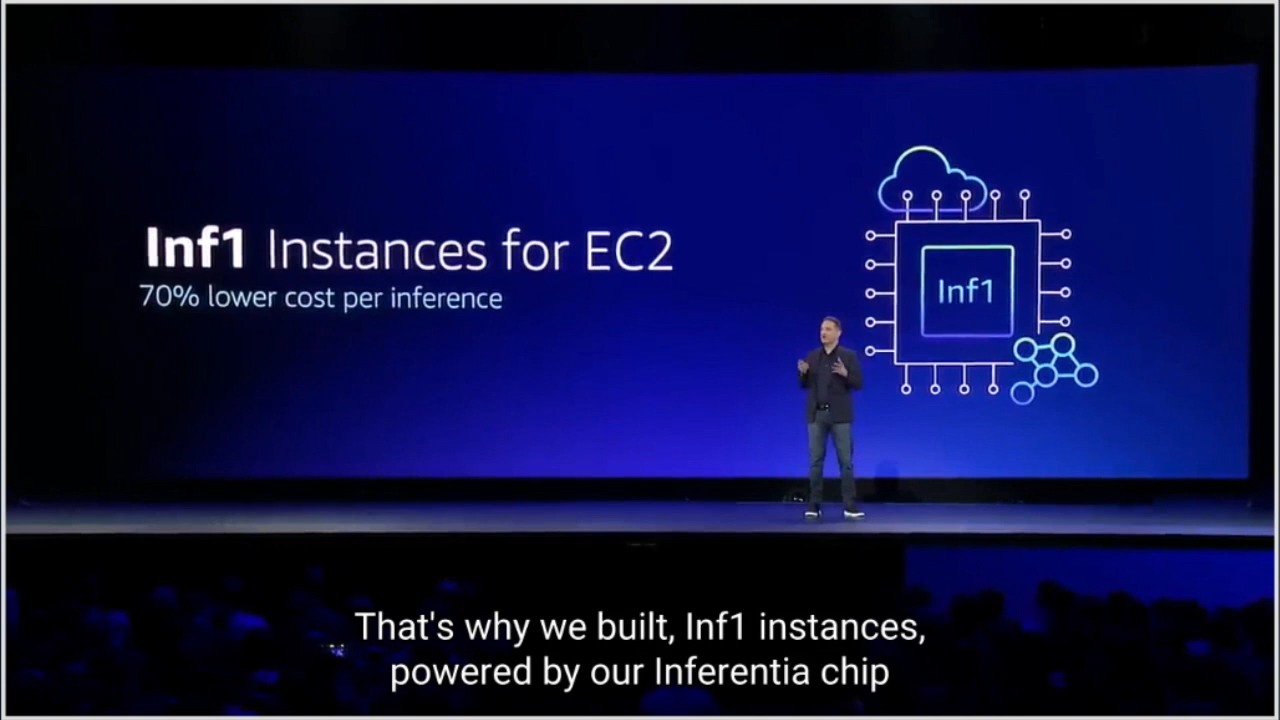 Inf1 Instances for EC2
70% lower cost per inference
Inf1
That's why we built, Inf1 instances,
powered by our Inferentia chip